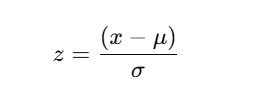 z = (x − μ) / σ